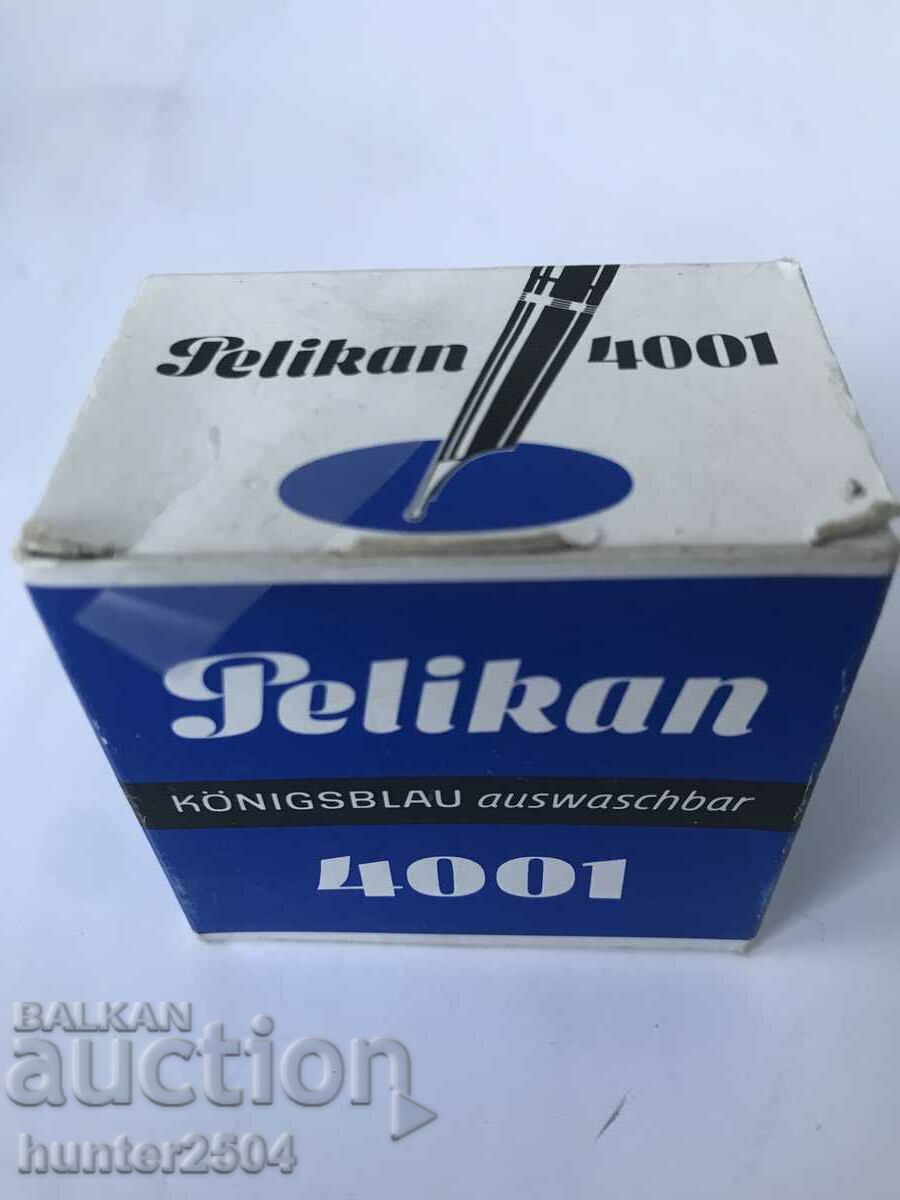 Pelikan 4001
Pelikan
KÖNIGSBLAU auswaschbar
4001
BALKAN
auction
hunter2504